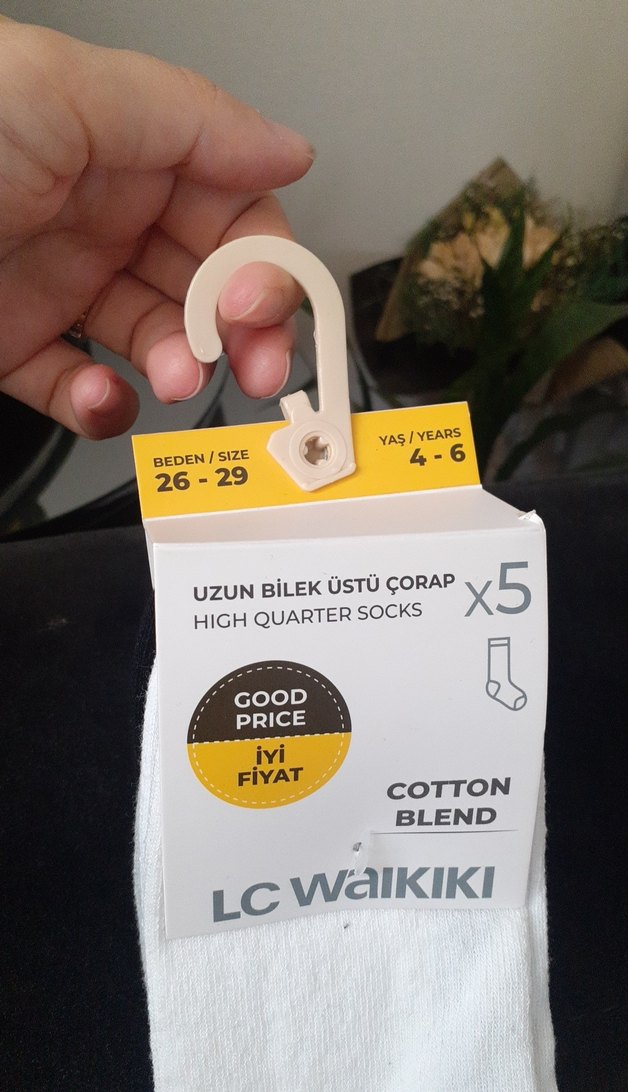 BEDEN / SIZE
26 - 29
YAŞ / YEARS
4 - 6
UZUN BİLEK ÜSTÜ ÇORAP
HIGH QUARTER SOCKS
x5
GOOD
PRICE
İYİ
FİYAT
COTTON
BLEND
LC WAIKIKI